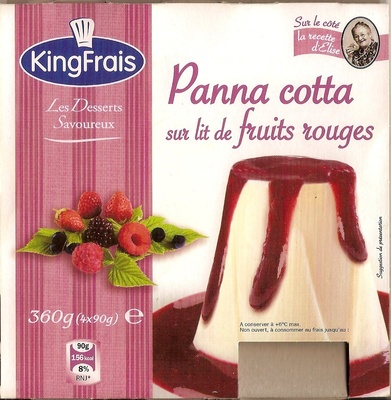 KingFrais
Les Desserts
Savoureux
Sur le côté
la recette
d'Elise
Panna cotta
sur lit de fruits rouges
360g (4x90g) e
90g
156 kcal
8%
RNJ*
Suggestion de présentation
A conserver à +6°C max.
Non ouvert, à consommer au frais jusqu'au :